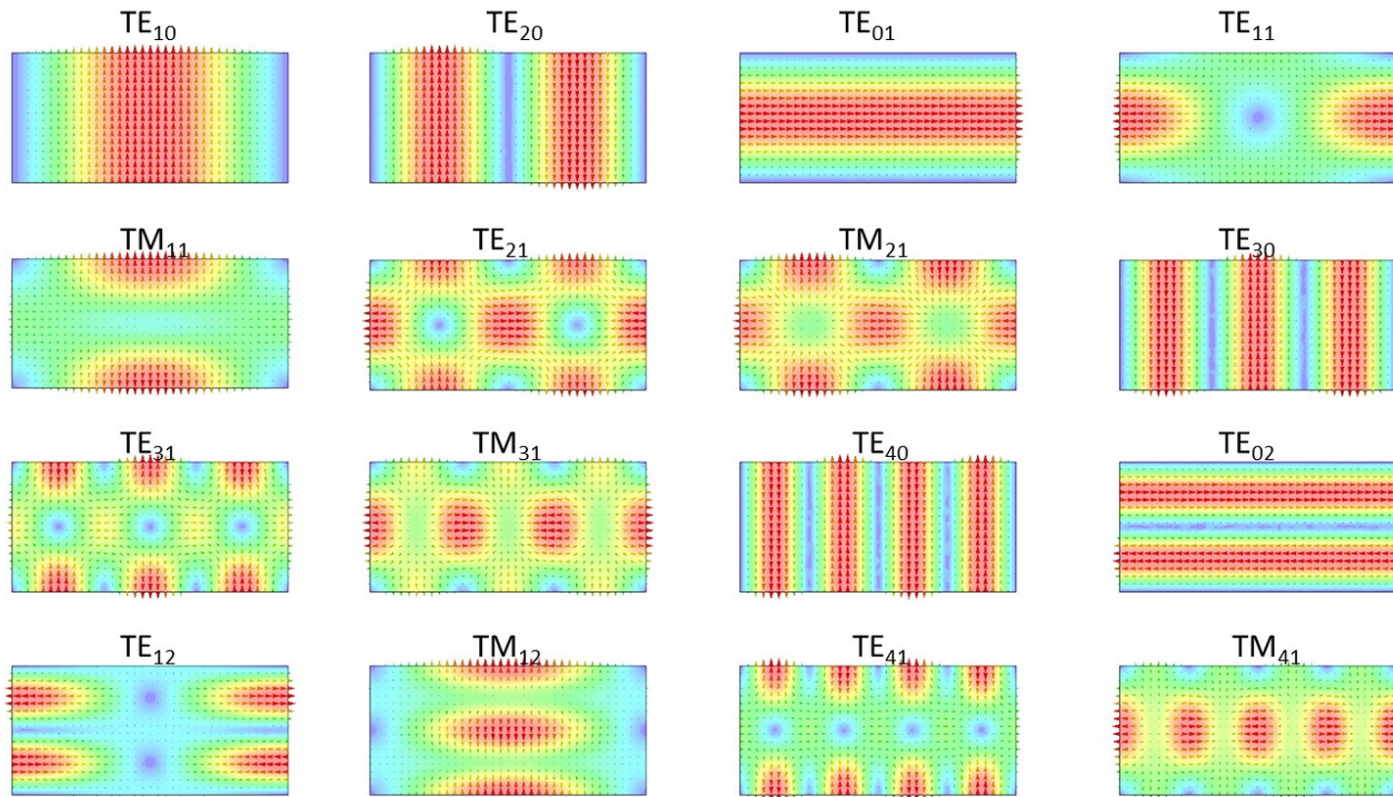 TE₁₀ TE₂₀ TE₀₁ TE₁₁
TM₁₁ TE₂₁ TM₂₁ TE₃₀
TE₃₁ TM₃₁ TE₄₀ TE₀₂
TE₁₂ TM₁₂ TE₄₁ TM₄₁